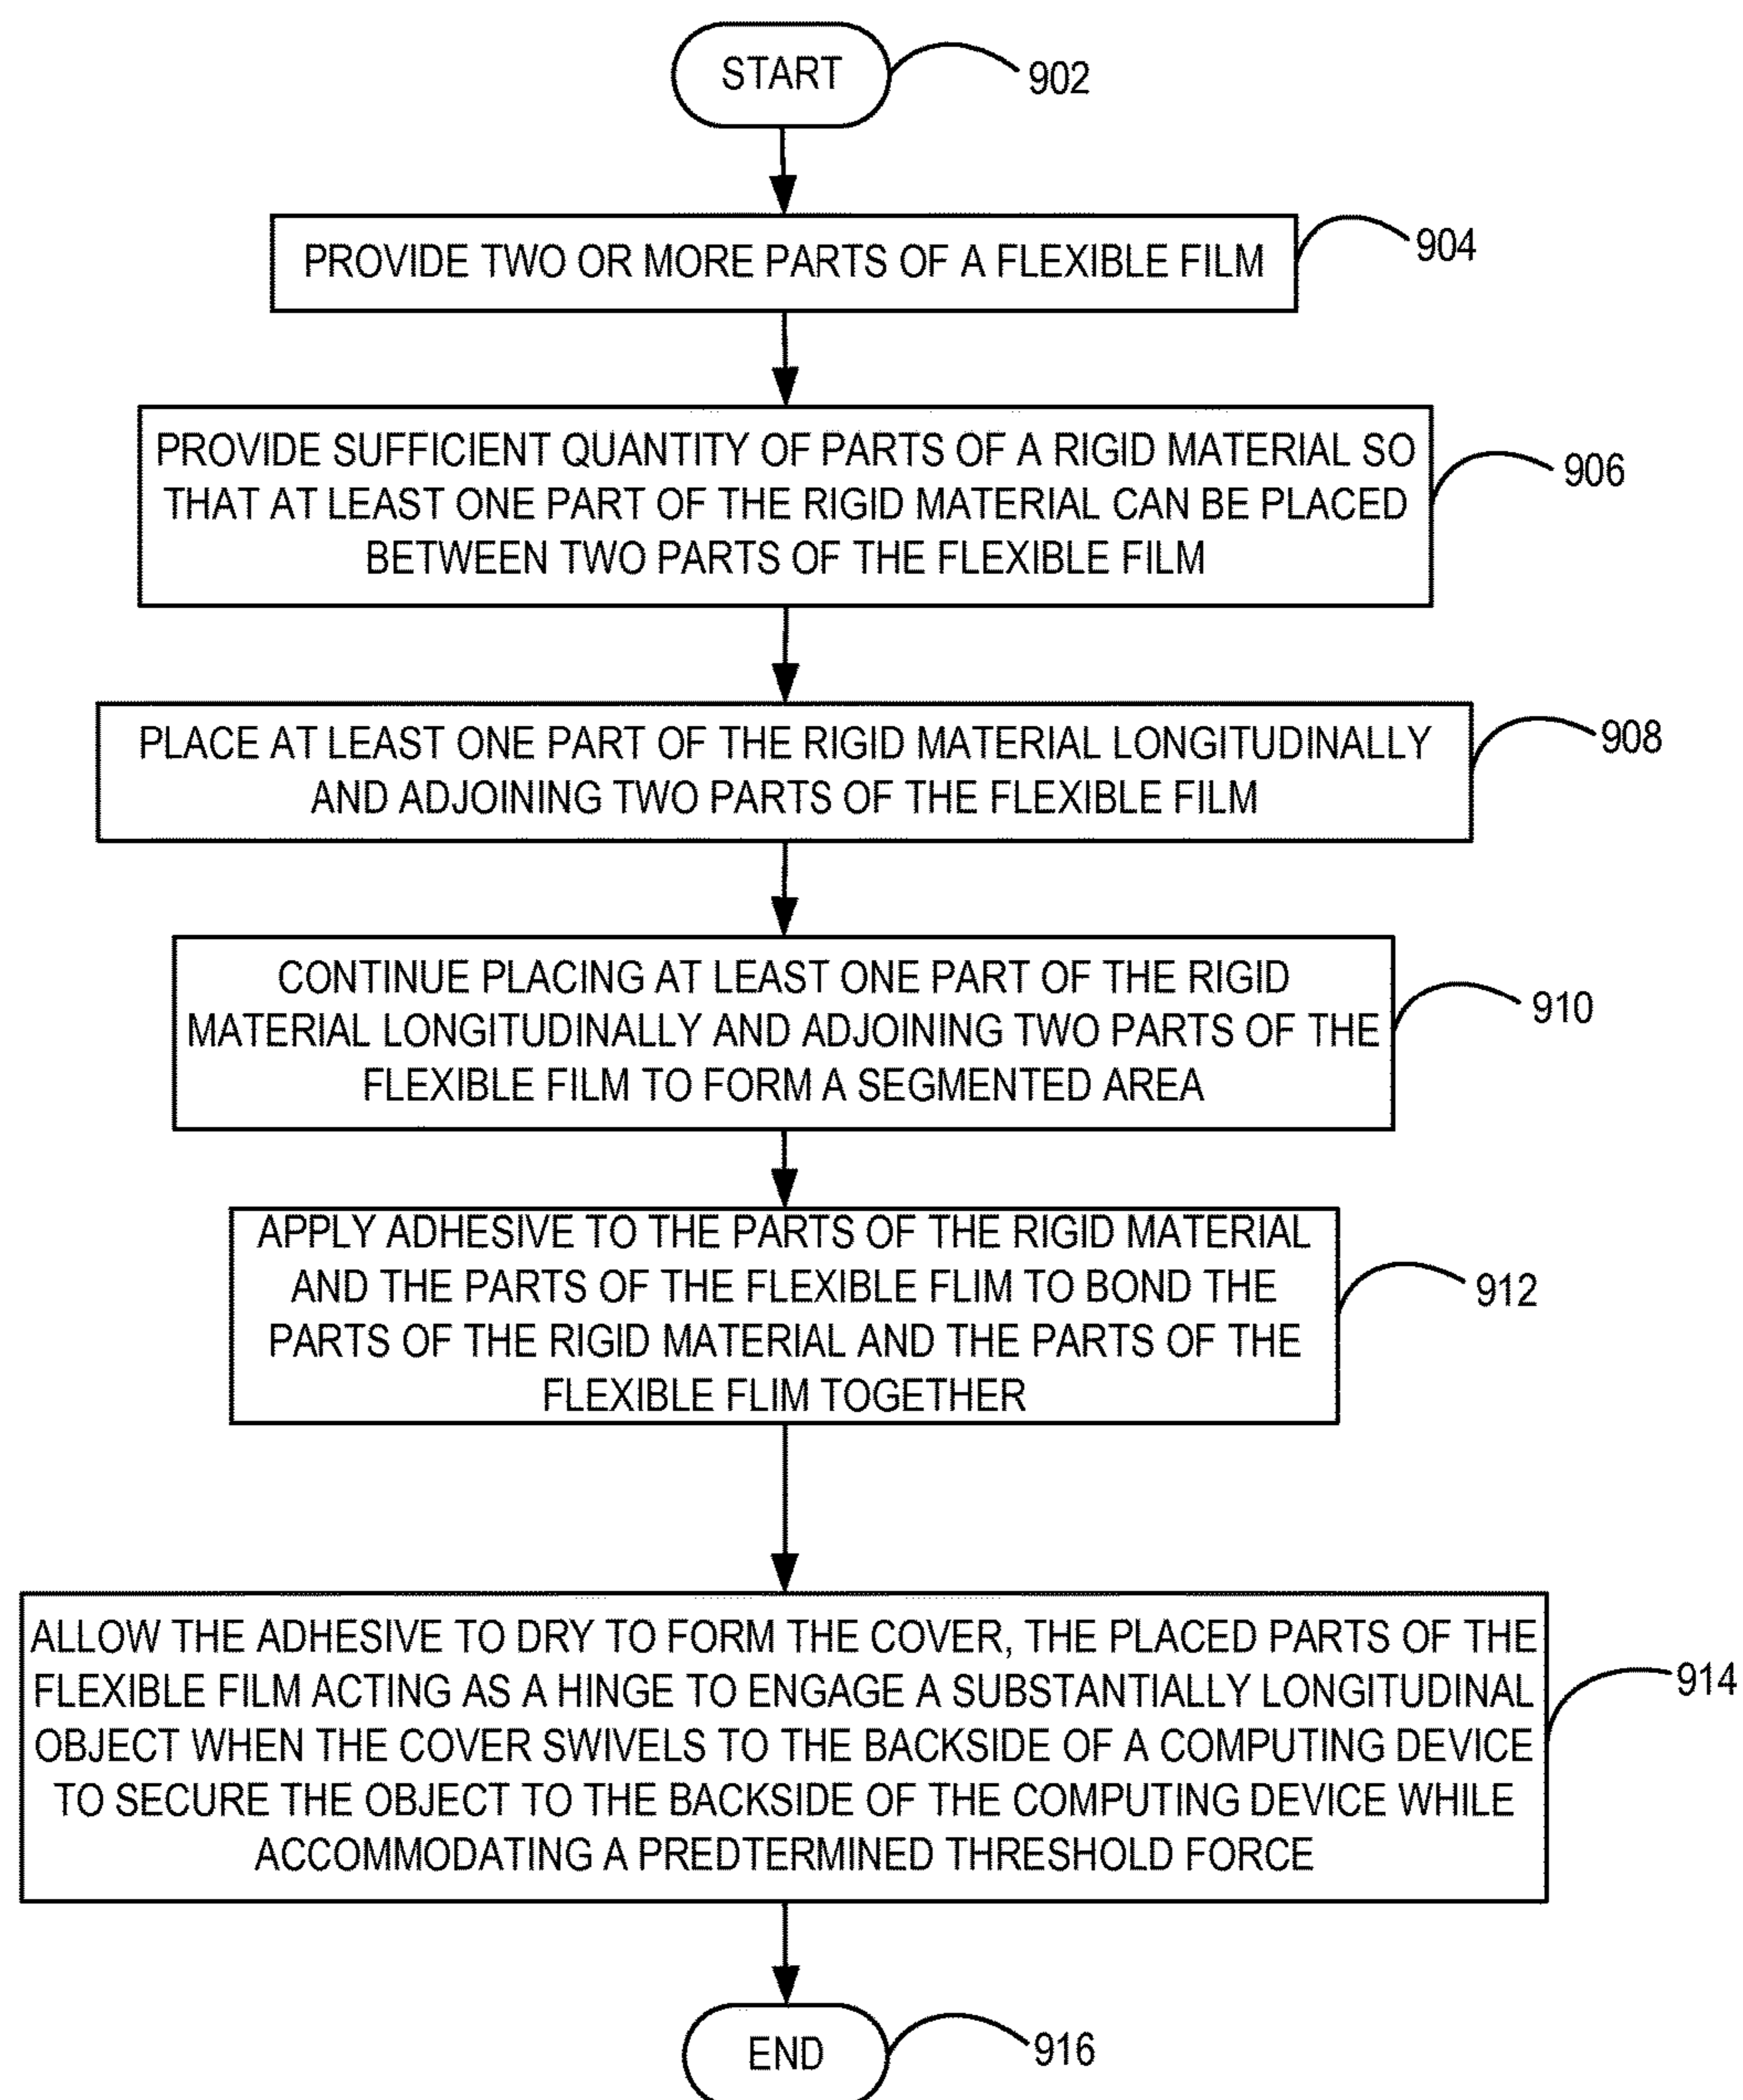 START
902
PROVIDE TWO OR MORE PARTS OF A FLEXIBLE FILM
904
PROVIDE SUFFICIENT QUANTITY OF PARTS OF A RIGID MATERIAL SO
THAT AT LEAST ONE PART OF THE RIGID MATERIAL CAN BE PLACED
BETWEEN TWO PARTS OF THE FLEXIBLE FILM
906
PLACE AT LEAST ONE PART OF THE RIGID MATERIAL LONGITUDINALLY
AND ADJOINING TWO PARTS OF THE FLEXIBLE FILM
908
CONTINUE PLACING AT LEAST ONE PART OF THE RIGID
MATERIAL LONGITUDINALLY AND ADJOINING TWO PARTS OF THE
FLEXIBLE FILM TO FORM A SEGMENTED AREA
910
APPLY ADHESIVE TO THE PARTS OF THE RIGID MATERIAL
AND THE PARTS OF THE FLEXIBLE FLIM TO BOND THE
PARTS OF THE RIGID MATERIAL AND THE PARTS OF THE
FLEXIBLE FLIM TOGETHER
912
ALLOW THE ADHESIVE TO DRY TO FORM THE COVER, THE PLACED PARTS OF THE
FLEXIBLE FILM ACTING AS A HINGE TO ENGAGE A SUBSTANTIALLY LONGITUDINAL
OBJECT WHEN THE COVER SWIVELS TO THE BACKSIDE OF A COMPUTING DEVICE
TO SECURE THE OBJECT TO THE BACKSIDE OF THE COMPUTING DEVICE WHILE
ACCOMMODATING A PREDTERMINED THRESHOLD FORCE
914
END
916